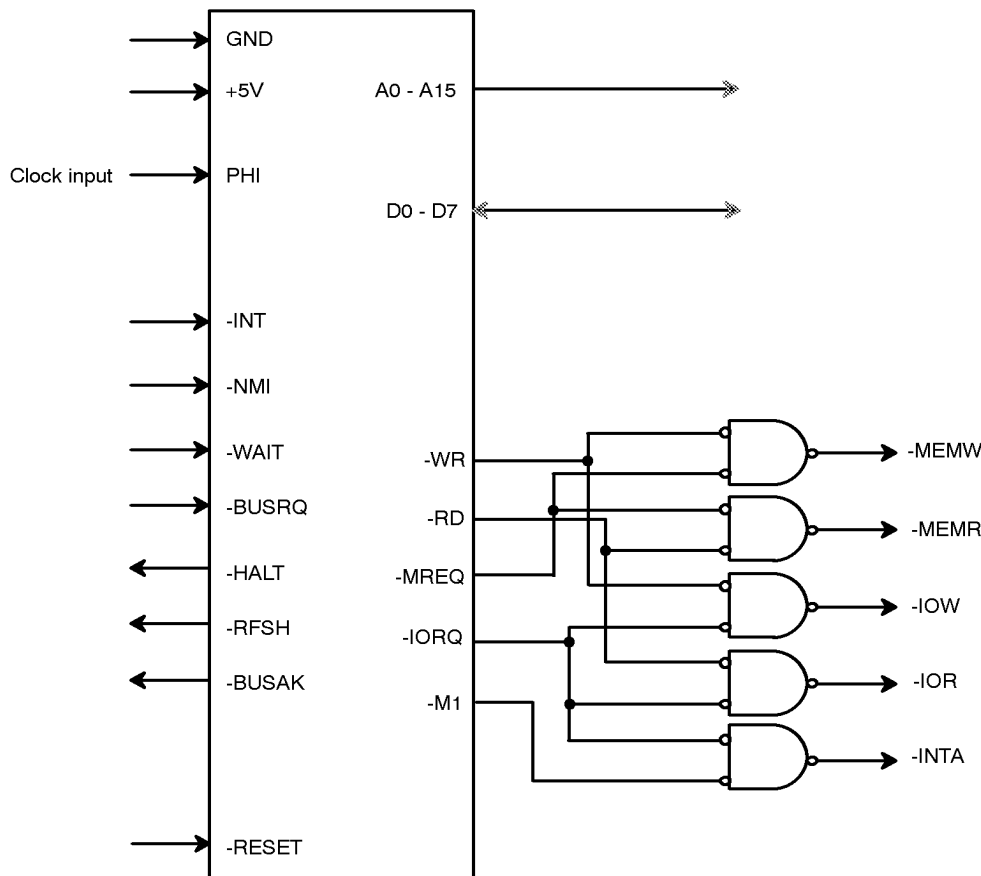 GND
+5V
A0 - A15
Clock input
PHI
D0 - D7
-INT
-NMI
-WAIT
-WR
-MEMW
-BUSRQ
-RD
-MEMR
-HALT
-MREQ
-IOW
-RFSH
-IORQ
-BUSAK
-M1
-IOR
-INTA
-RESET